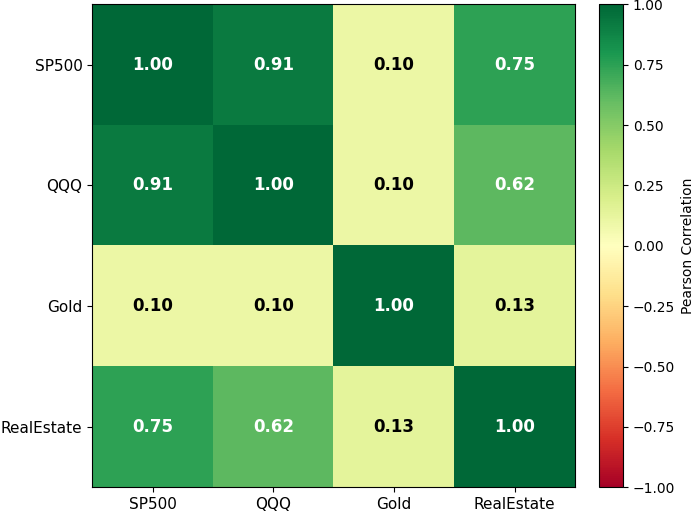 SP500 1.00 0.91 0.10 0.75
QQQ 0.91 1.00 0.10 0.62
Gold 0.10 0.10 1.00 0.13
RealEstate 0.75 0.62 0.13 1.00
SP500 QQQ Gold RealEstate
1.00
0.75
0.50
0.25
0.00
−0.25
−0.50
−0.75
−1.00
Pearson Correlation